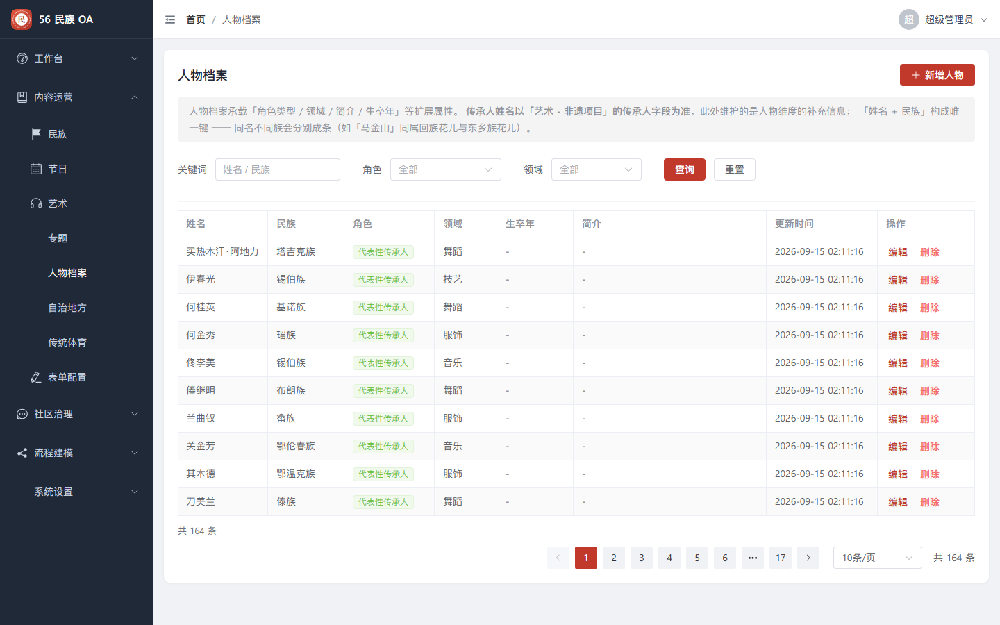 民 56 民族 OA
首页 / 人物档案
超 超级管理员
工作台
内容运营
民族
节日
艺术
专题
人物档案
自治地方
传统体育
表单配置
社区治理
流程建模
系统设置
人物档案
新增人物
人物档案承载「角色类型 / 领域 / 简介 / 生卒年」等扩展属性。 传承人姓名以「艺术 - 非遗项目」的传承人字段为准，此处维护的是人物维度的补充信息； 「姓名 + 民族」构成唯
一键 —— 同名不同族会分别成条（如「马金山」同属回族花儿与东乡族花儿）。
关键词 姓名 / 民族 角色 全部 领域 全部 查询 重置
姓名 民族 角色 领域 生卒年 简介 更新时间 操作
买热木汗·阿地力 塔吉克族 代表性传承人 舞蹈 - - 2026-09-15 02:11:16 编辑 删除
伊春光 锡伯族 代表性传承人 技艺 - - 2026-09-15 02:11:16 编辑 删除
何桂英 基诺族 代表性传承人 舞蹈 - - 2026-09-15 02:11:16 编辑 删除
何金秀 瑶族 代表性传承人 服饰 - - 2026-09-15 02:11:16 编辑 删除
佟李美 锡伯族 代表性传承人 音乐 - - 2026-09-15 02:11:16 编辑 删除
俸继明 布朗族 代表性传承人 舞蹈 - - 2026-09-15 02:11:16 编辑 删除
兰曲钗 畲族 代表性传承人 服饰 - - 2026-09-15 02:11:16 编辑 删除
关金芳 鄂伦春族 代表性传承人 音乐 - - 2026-09-15 02:11:16 编辑 删除
其木德 鄂温克族 代表性传承人 服饰 - - 2026-09-15 02:11:16 编辑 删除
刀美兰 傣族 代表性传承人 舞蹈 - - 2026-09-15 02:11:16 编辑 删除
共 164 条
1 2 3 4 5 6 ••• 17 10条/页 共 164 条